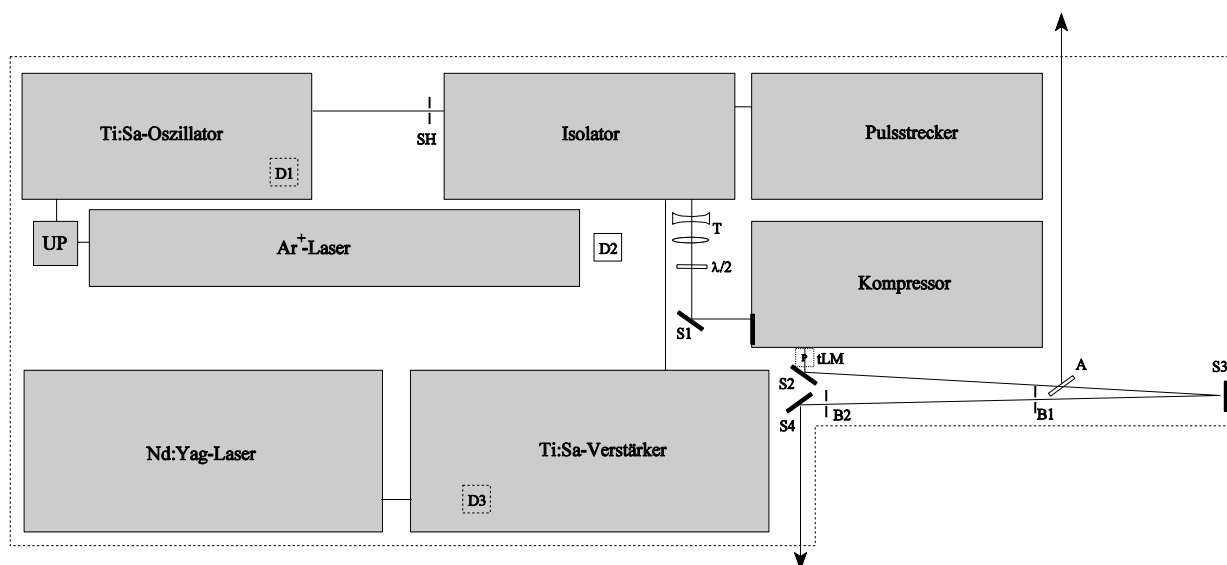 Ti:Sa-Oszillator
D1
SH
Isolator
Pulsstrecker
UP
Ar+-Laser
D2
T
λ/2
S1
Kompressor
P
tLM
S2
S4
B2
B1
A
S3
Nd:Yag-Laser
Ti:Sa-Verstärker
D3